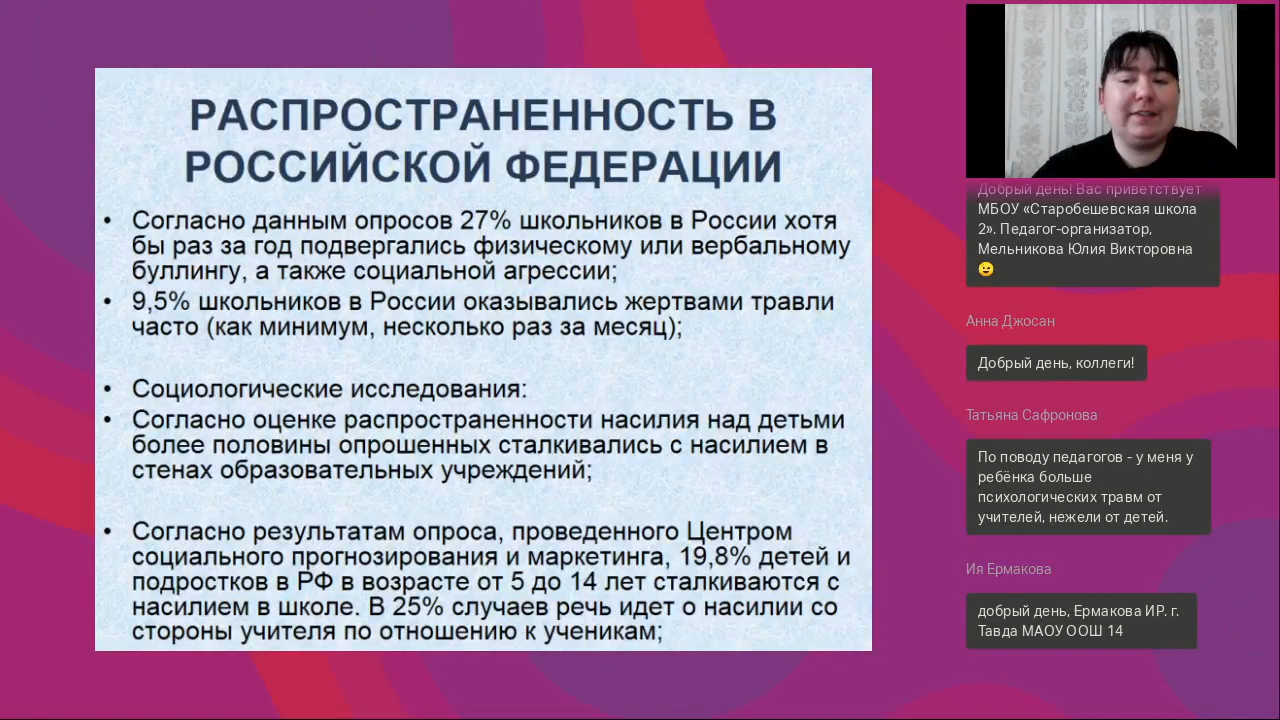 РАСПРОСТРАНЕННОСТЬ В
РОССИЙСКОЙ ФЕДЕРАЦИИ
• Согласно данным опросов 27% школьников в России хотя
бы раз за год подвергались физическому или вербальному
буллингу, а также социальной агрессии;
• 9,5% школьников в России оказывались жертвами травли
часто (как минимум, несколько раз за месяц);
• Социологические исследования:
• Согласно оценке распространенности насилия над детьми
более половины опрошенных сталкивались с насилием в
стенах образовательных учреждений;
• Согласно результатам опроса, проведенного Центром
социального прогнозирования и маркетинга, 19,8% детей и
подростков в РФ в возрасте от 5 до 14 лет сталкиваются с
насилием в школе. В 25% случаев речь идет о насилии со
стороны учителя по отношению к ученикам;
Добрый день! Вас приветствует
МБОУ «Старобешевская школа
2». Педагог-организатор,
Мельникова Юлия Викторовна
😉
Анна Джосан
Добрый день, коллеги!
Татьяна Сафронова
По поводу педагогов - у меня у
ребёнка больше
психологических травм от
учителей, нежели от детей.
Ия Ермакова
добрый день, Ермакова ИР. г.
Тавда МАОУ ООШ 14